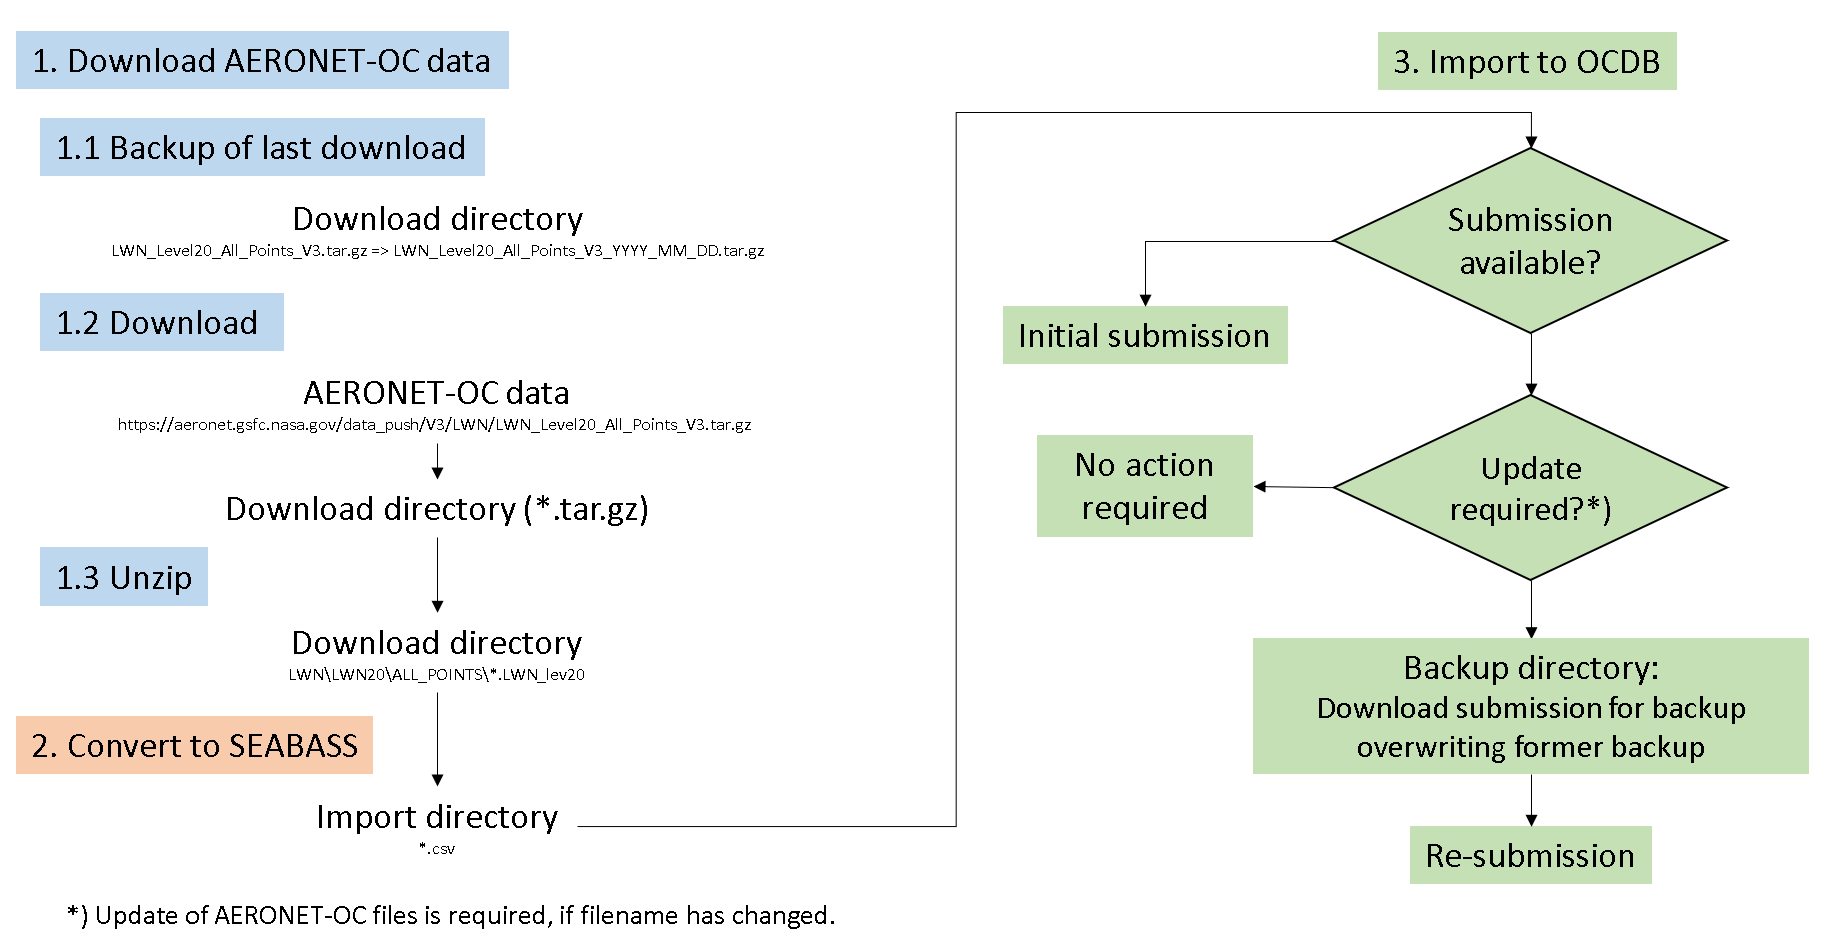 1. Download AERONET-OC data
1.1 Backup of last download
Download directory
LWN_Level20_All_Points_V3.tar.gz => LWN_Level20_All_Points_V3_YYYY_MM_DD.tar.gz
1.2 Download
AERONET-OC data
https://aeronet.gsfc.nasa.gov/data_push/V3/LWN/LWN_Level20_All_Points_V3.tar.gz
Download directory (*.tar.gz)
1.3 Unzip
Download directory
LWN\LWN20\ALL_POINTS\*.LWN_lev20
2. Convert to SEABASS
Import directory
*.csv
3. Import to OCDB
Submission
available?
Initial submission
Update
required?*)
No action
required
Backup directory:
Download submission for backup
overwriting former backup
Re-submission
*) Update of AERONET-OC files is required, if filename has changed.